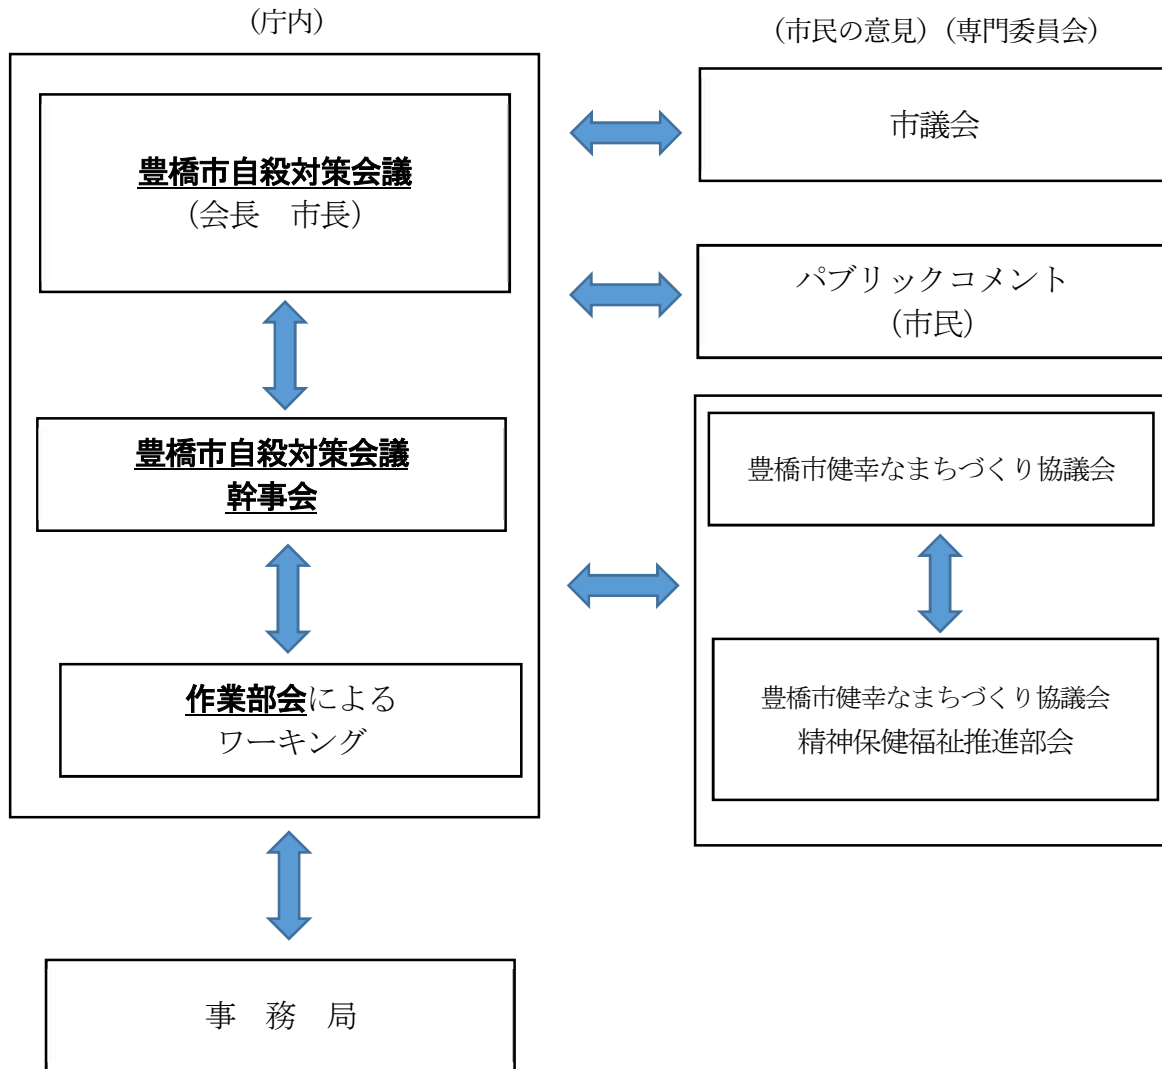 (庁内)
豊橋市自殺対策会議
(会長　市長)
豊橋市自殺対策会議
幹事会
作業部会による
ワーキング
事　務　局
(市民の意見) (専門委員会)
市議会
パブリックコメント
(市民)
豊橋市健幸なまちづくり協議会
豊橋市健幸なまちづくり協議会
精神保健福祉推進部会